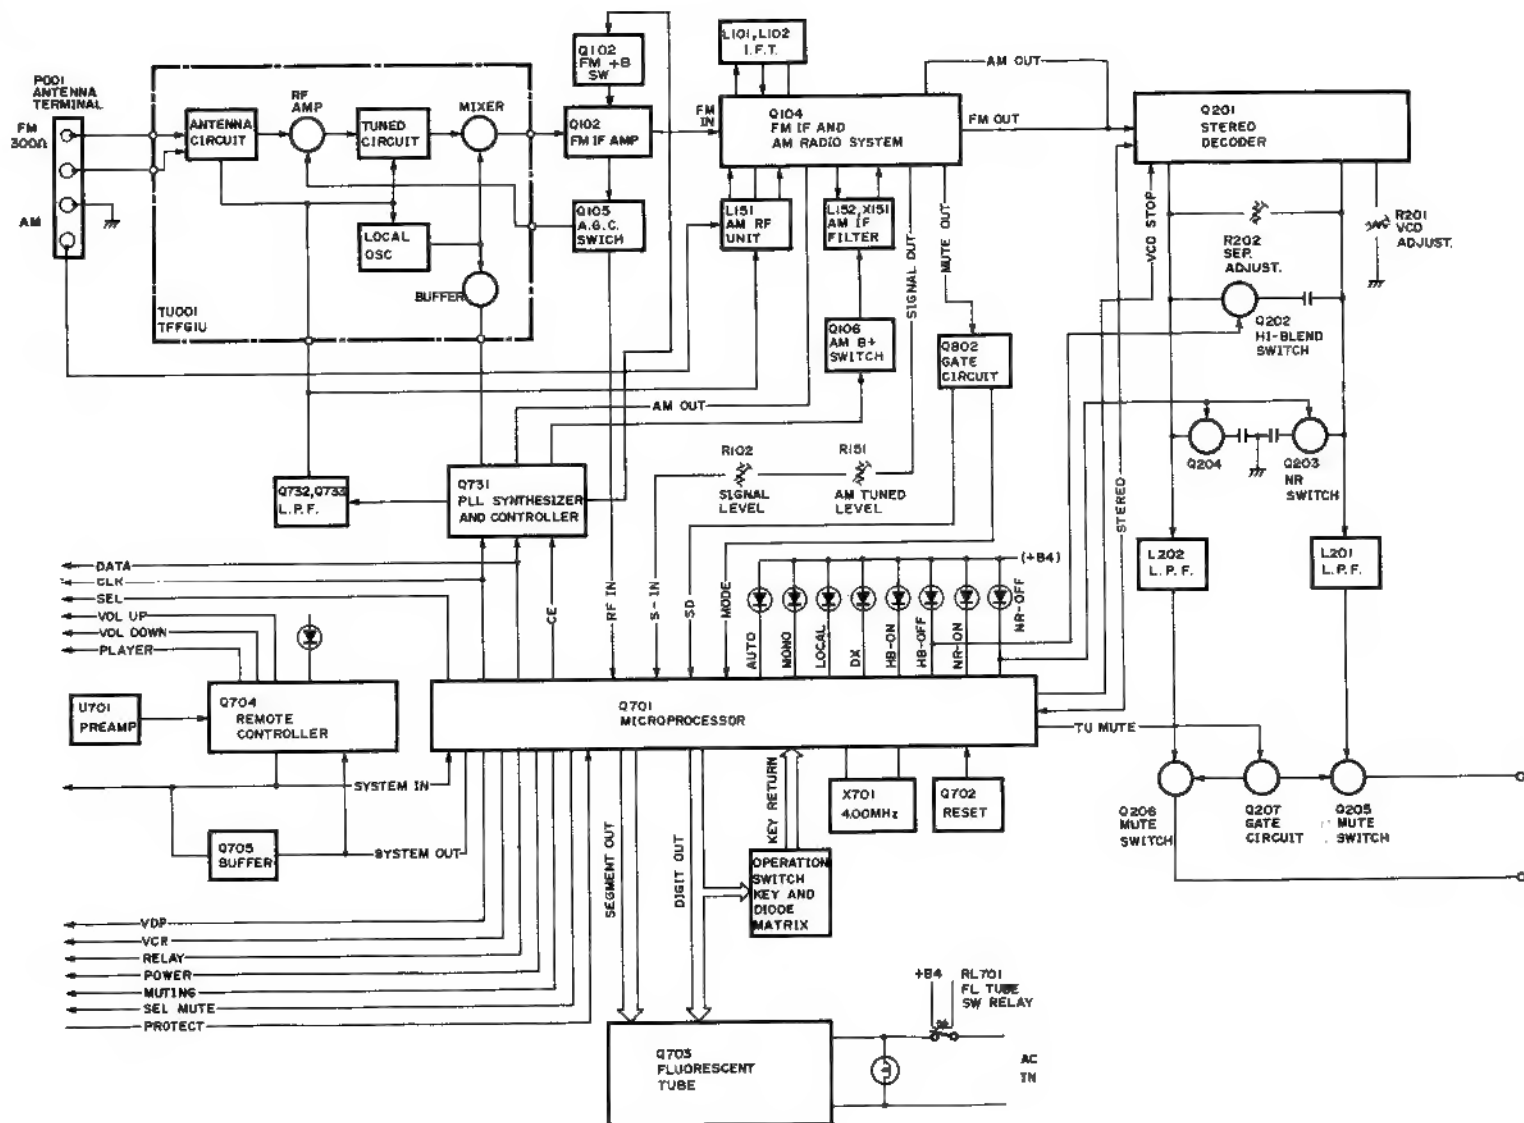 P001
ANTENNA
TERMINAL
FM
300Ω
AM
ANTENNA
CIRCUIT
RF
AMP
TUNED
CIRCUIT
MIXER
LOCAL
OSC
BUFFER
TU001
TFFG1U
Q102
FM +B
SW
Q102
FM IF AMP
Q105
A.G.C.
SWICH
L101, L102
I.F.T.
FM
IN
Q104
FM IF AND
AM RADIO SYSTEM
AM OUT
FM OUT
L151
AM RF
UNIT
L152, X151
AM IF
FILTER
Q106
AM B+
SWITCH
SIGNAL OUT
MUTE OUT
Q802
GATE
CIRCUIT
Q201
STEREO
DECODER
VCO STOP
R202
SEP.
ADJUST.
R201
VCO
ADJUST.
Q202
HI-BLEND
SWITCH
Q204
Q203
NR
SWITCH
STEREO
L202
L.P.F.
L201
L.P.F.
AM OUT
R102
SIGNAL
LEVEL
R151
AM TUNED
LEVEL
Q732, Q733
L.P.F.
Q731
PLL SYNTHESIZER
AND CONTROLLER
DATA
CLR
SEL
VOL UP
VOL DOWN
PLAYER
CE
RF IN
S-IN
SD
MODE
AUTO
MONO
LOCAL
DX
HB-ON
HB-OFF
NR-ON
NR-OFF
(+B4)
U701
PREAMP
Q704
REMOTE
CONTROLLER
Q701
MICROPROCESSOR
TU MUTE
SYSTEM IN
Q705
BUFFER
SYSTEM OUT
SEGMENT OUT
DIGIT OUT
KEY RETURN
X701
4.00MHz
Q702
RESET
OPERATION
SWITCH
KEY AND
DIODE
MATRIX
Q206
MUTE
SWITCH
Q207
GATE
CIRCUIT
Q205
MUTE
SWITCH
VDP
VCR
RELAY
POWER
MUTING
SEL MUTE
PROTECT
Q703
FLUORESCENT
TUBE
+B4
RL701
FL TUBE
SW RELAY
AC
IN